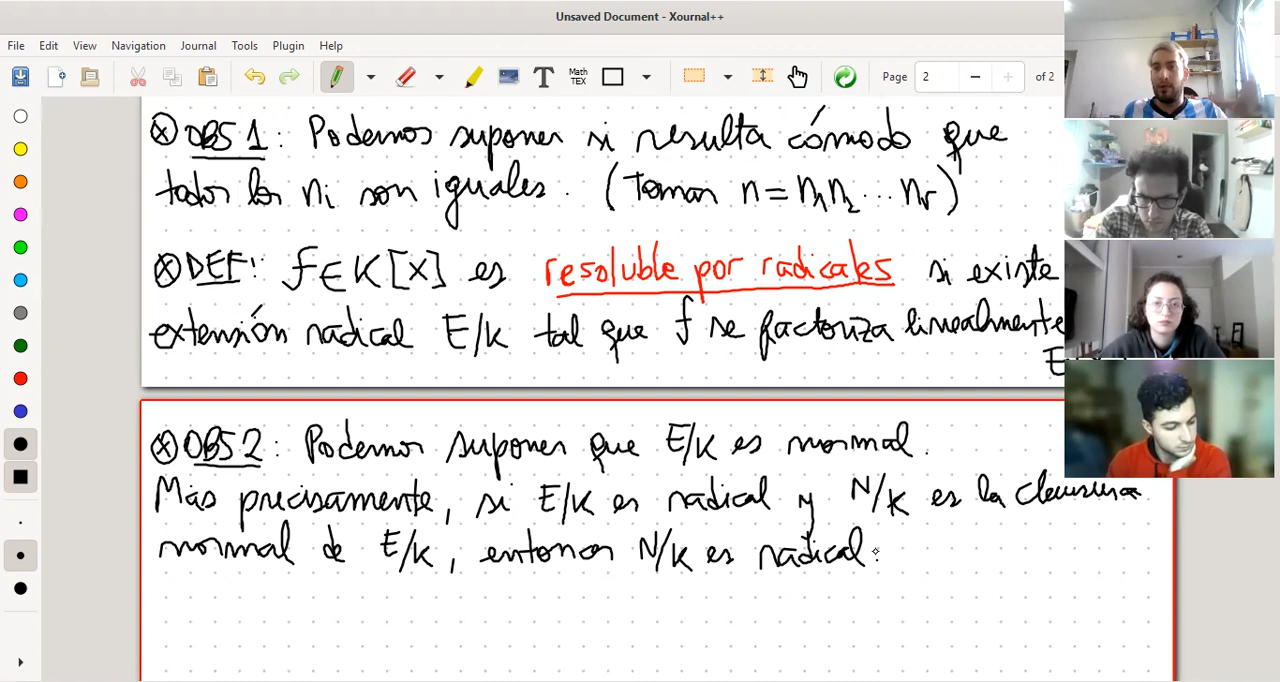 Unsaved Document - Xournal++
File Edit View Navigation Journal Tools Plugin Help
Math TEX Page 2 of 2
⊗ OBS 1: Podemos suponer si resulta cómodo que
todos los ni son iguales. (Tomar n = n1n2 ... nr)
⊗ DEF: f ∈ K[X] es resoluble por radicales si existe
extensión radical E/K tal que f se factoriza linealmente
E
⊗ OBS 2: Podemos suponer que E/K es normal.
Más precisamente, si E/K es radical y N/K es la clausura
normal de E/K, entonces N/K es radical.